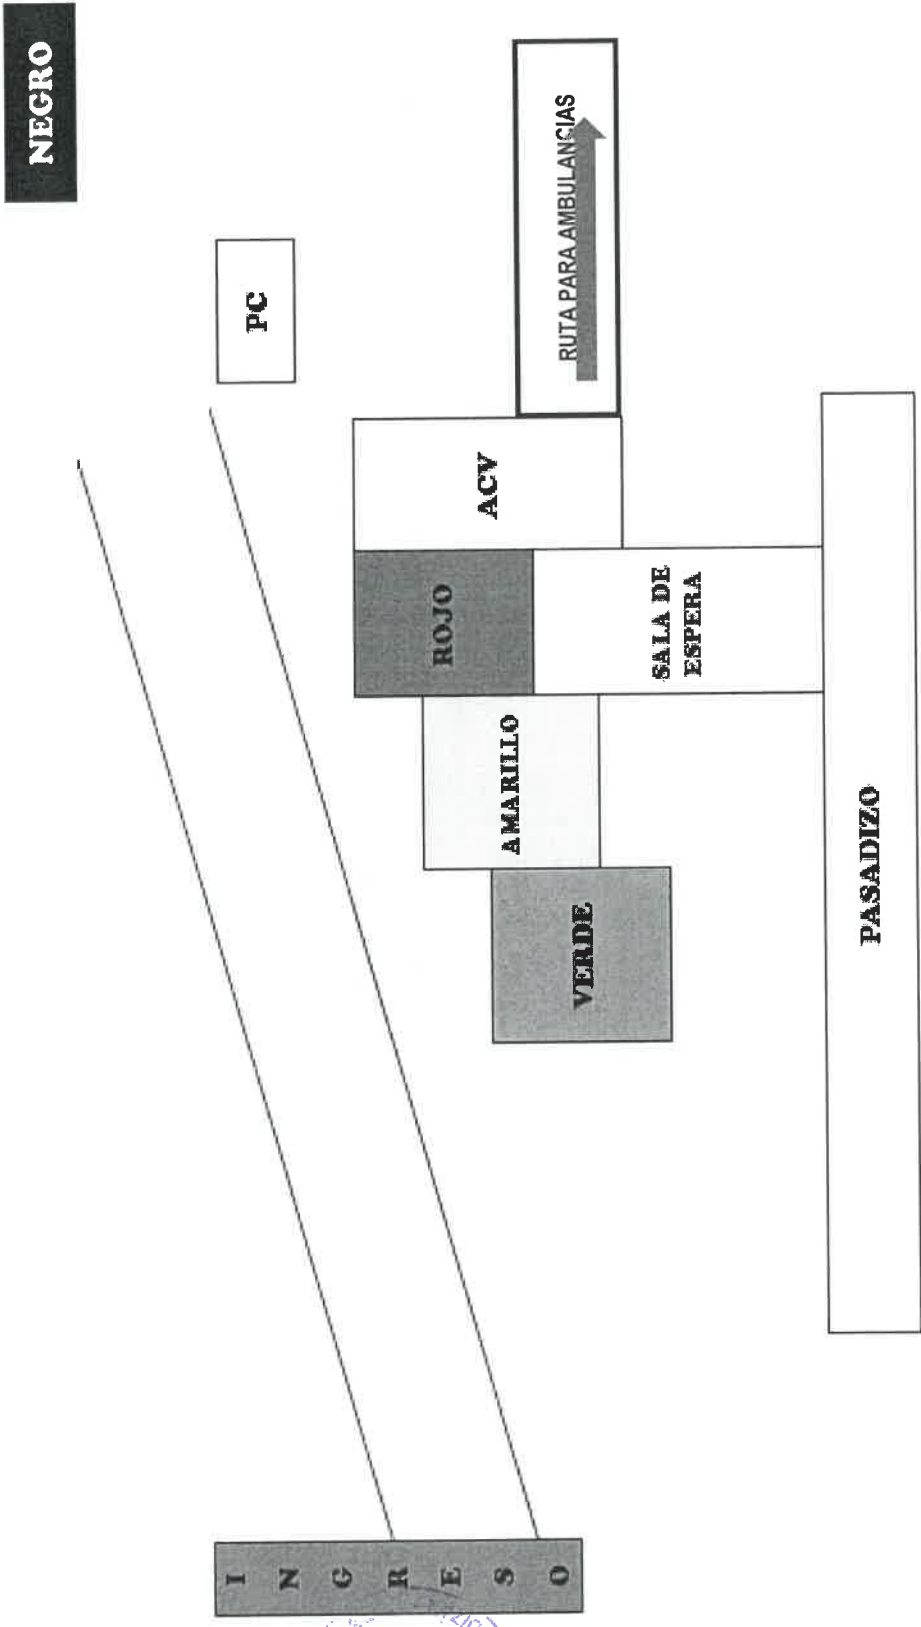 NEGRO
PC
RUTA PARA AMBULANCIAS
ACV
ROJO
SALA DE
ESPERA
AMARILLO
VERDE
PASADIZO
INGRESO